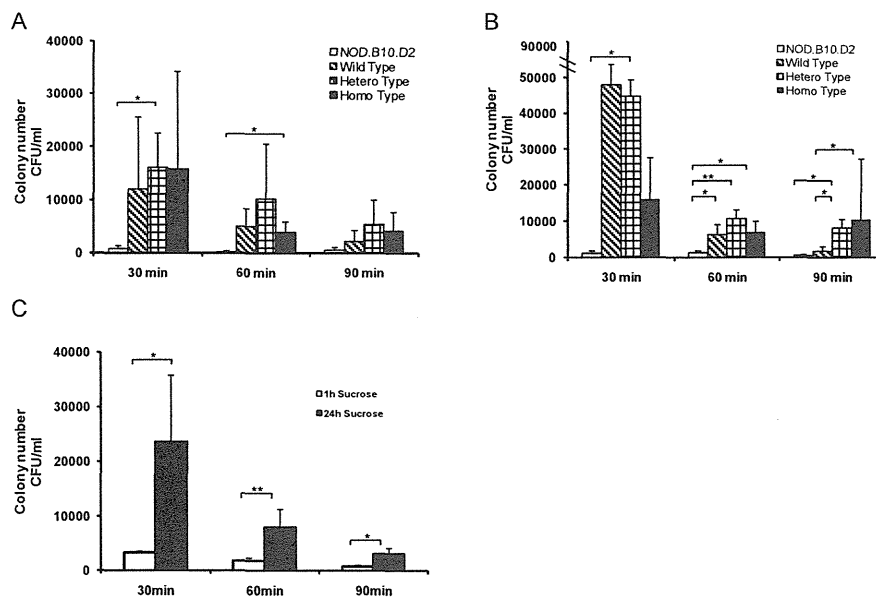 A
Colony number
CFU/ml
40000
30000
20000
10000
0
NOD.B10.D2
Wild Type
Hetero Type
Homo Type
*
*
30 min
60 min
90 min
B
Colony number
CFU/ml
90000
50000
40000
30000
20000
10000
0
NOD.B10.D2
Wild Type
Hetero Type
Homo Type
*
*
**
*
*
*
*
30 min
60 min
90 min
C
Colony number
CFU/ml
40000
30000
20000
10000
0
1h Sucrose
24h Sucrose
*
**
*
30min
60min
90min